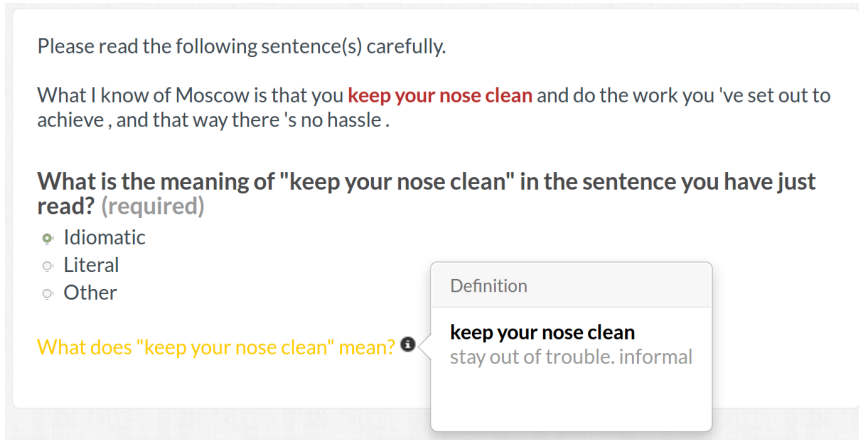 Please read the following sentence(s) carefully.
What I know of Moscow is that you keep your nose clean and do the work you 've set out to
achieve , and that way there 's no hassle .
What is the meaning of "keep your nose clean" in the sentence you have just
read? (required)
Idiomatic
Literal
Other
What does "keep your nose clean" mean?
Definition
keep your nose clean
stay out of trouble. informal